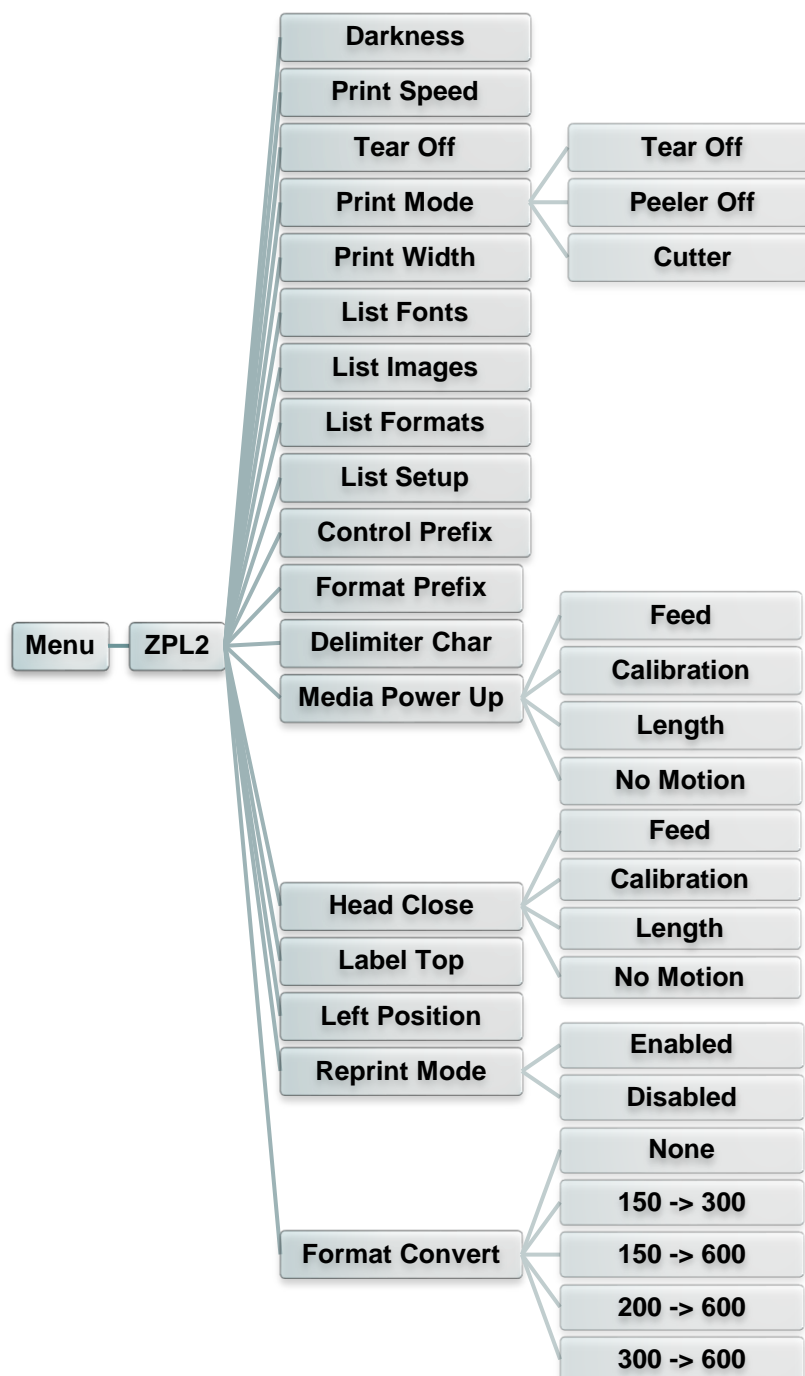 Menu
ZPL2
Darkness
Print Speed
Tear Off
Print Mode
Tear Off
Peeler Off
Cutter
Print Width
List Fonts
List Images
List Formats
List Setup
Control Prefix
Format Prefix
Delimiter Char
Media Power Up
Feed
Calibration
Length
No Motion
Head Close
Feed
Calibration
Length
No Motion
Label Top
Left Position
Reprint Mode
Enabled
Disabled
Format Convert
None
150 -> 300
150 -> 600
200 -> 600
300 -> 600